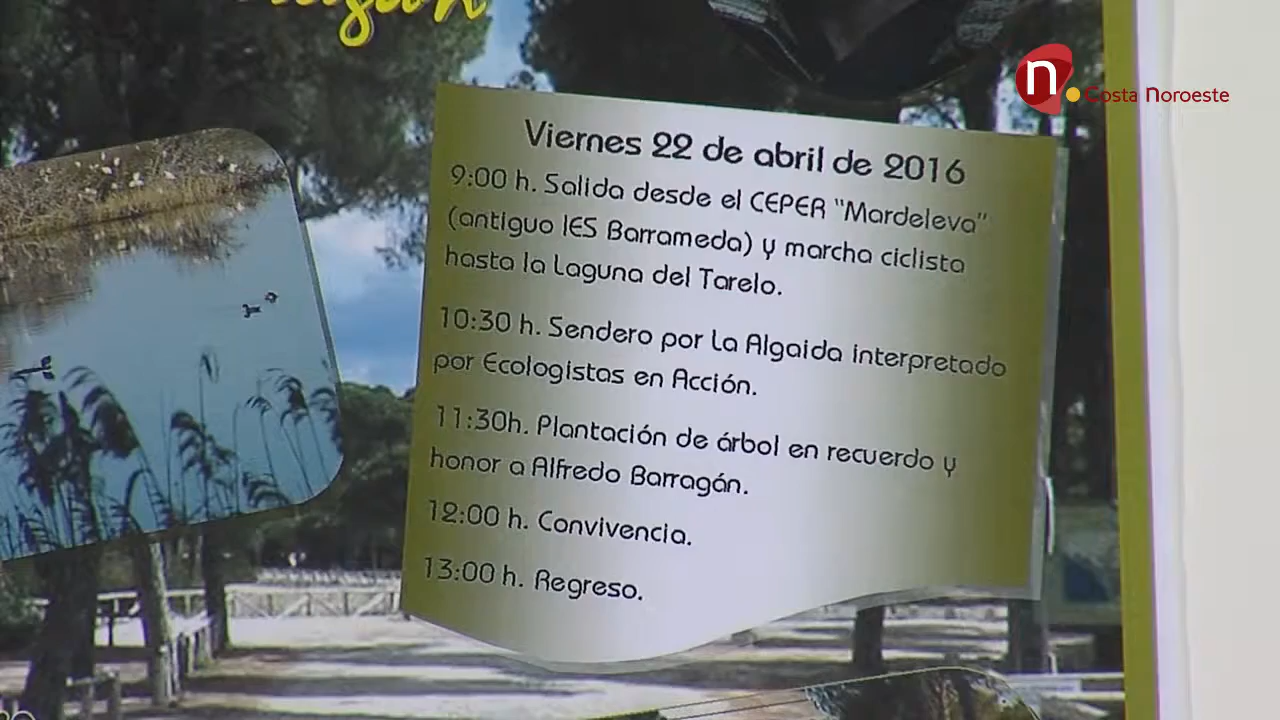 n
Costa Noroeste
Viernes 22 de abril de 2016
9:00 h. Salida desde el CEPER "Mardeleva"
(antiguo IES Barrameda) y marcha ciclista
hasta la Laguna del Tarelo.
10:30 h. Sendero por La Algaida interpretado
por Ecologistas en Acción.
11:30h. Plantación de árbol en recuerdo y
honor a Alfredo Barragán.
12:00 h. Convivencia.
13:00 h. Regreso.